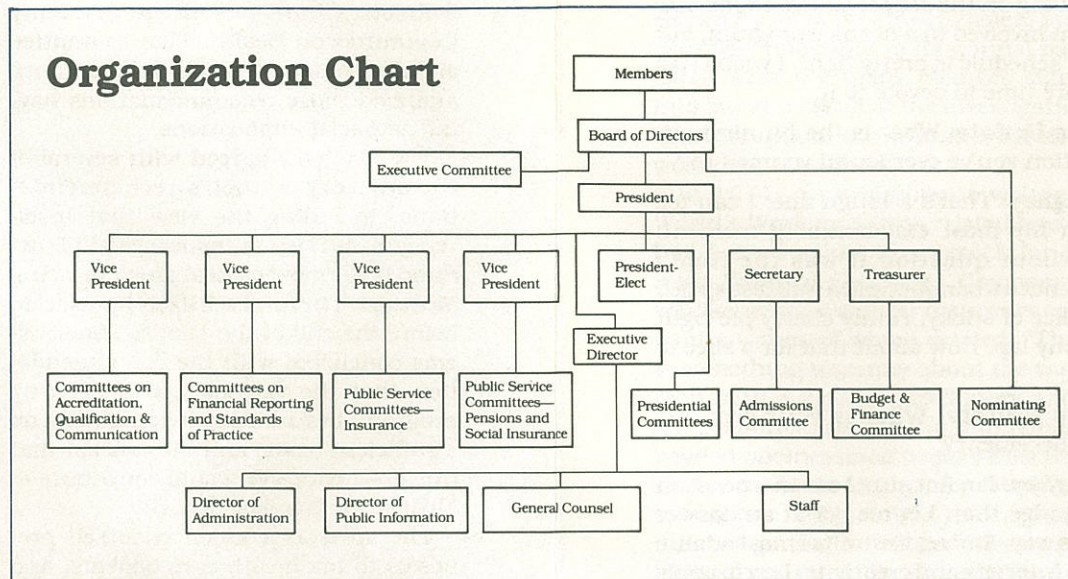 Organization Chart
Members
Board of Directors
Executive Committee
President
Vice
President
Vice
President
Vice
President
Vice
President
President-
Elect
Secretary
Treasurer
Executive
Director
Committees on
Accreditation,
Qualification &
Communication
Committees on
Financial Reporting
and Standards
of Practice
Public Service
Committees—
Insurance
Public Service
Committees—
Pensions and
Social Insurance
Presidential
Committees
Admissions
Committee
Budget &
Finance
Committee
Nominating
Committee
Director of
Administration
Director of
Public Information
General Counsel
Staff